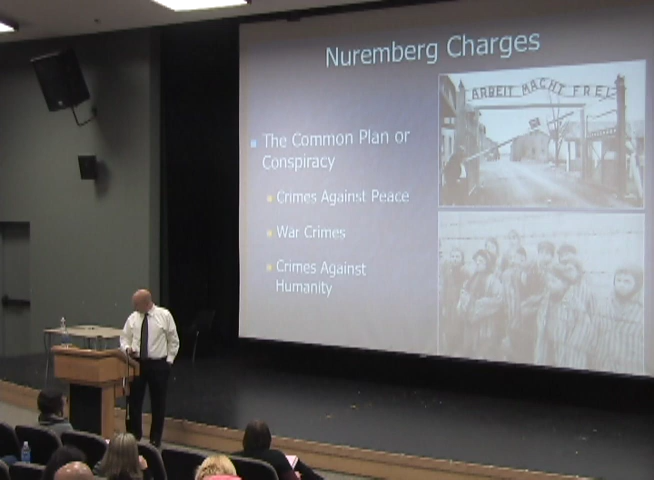 Nuremberg Charges
ARBEIT MACHT FREI
The Common Plan or
Conspiracy
Crimes Against Peace
War Crimes
Crimes Against
Humanity